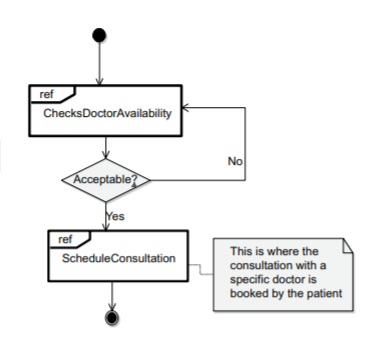 ref
ChecksDoctorAvailability
Acceptable?
No
Yes
ref
ScheduleConsultation
This is where the
consultation with a
specific doctor is
booked by the patient